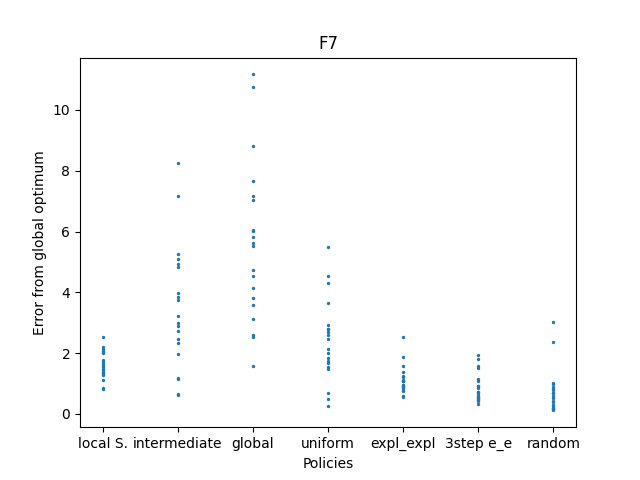 F7
Error from global optimum
10
8
6
4
2
0
local S. intermediate global uniform expl_expl 3step e_e random
Policies